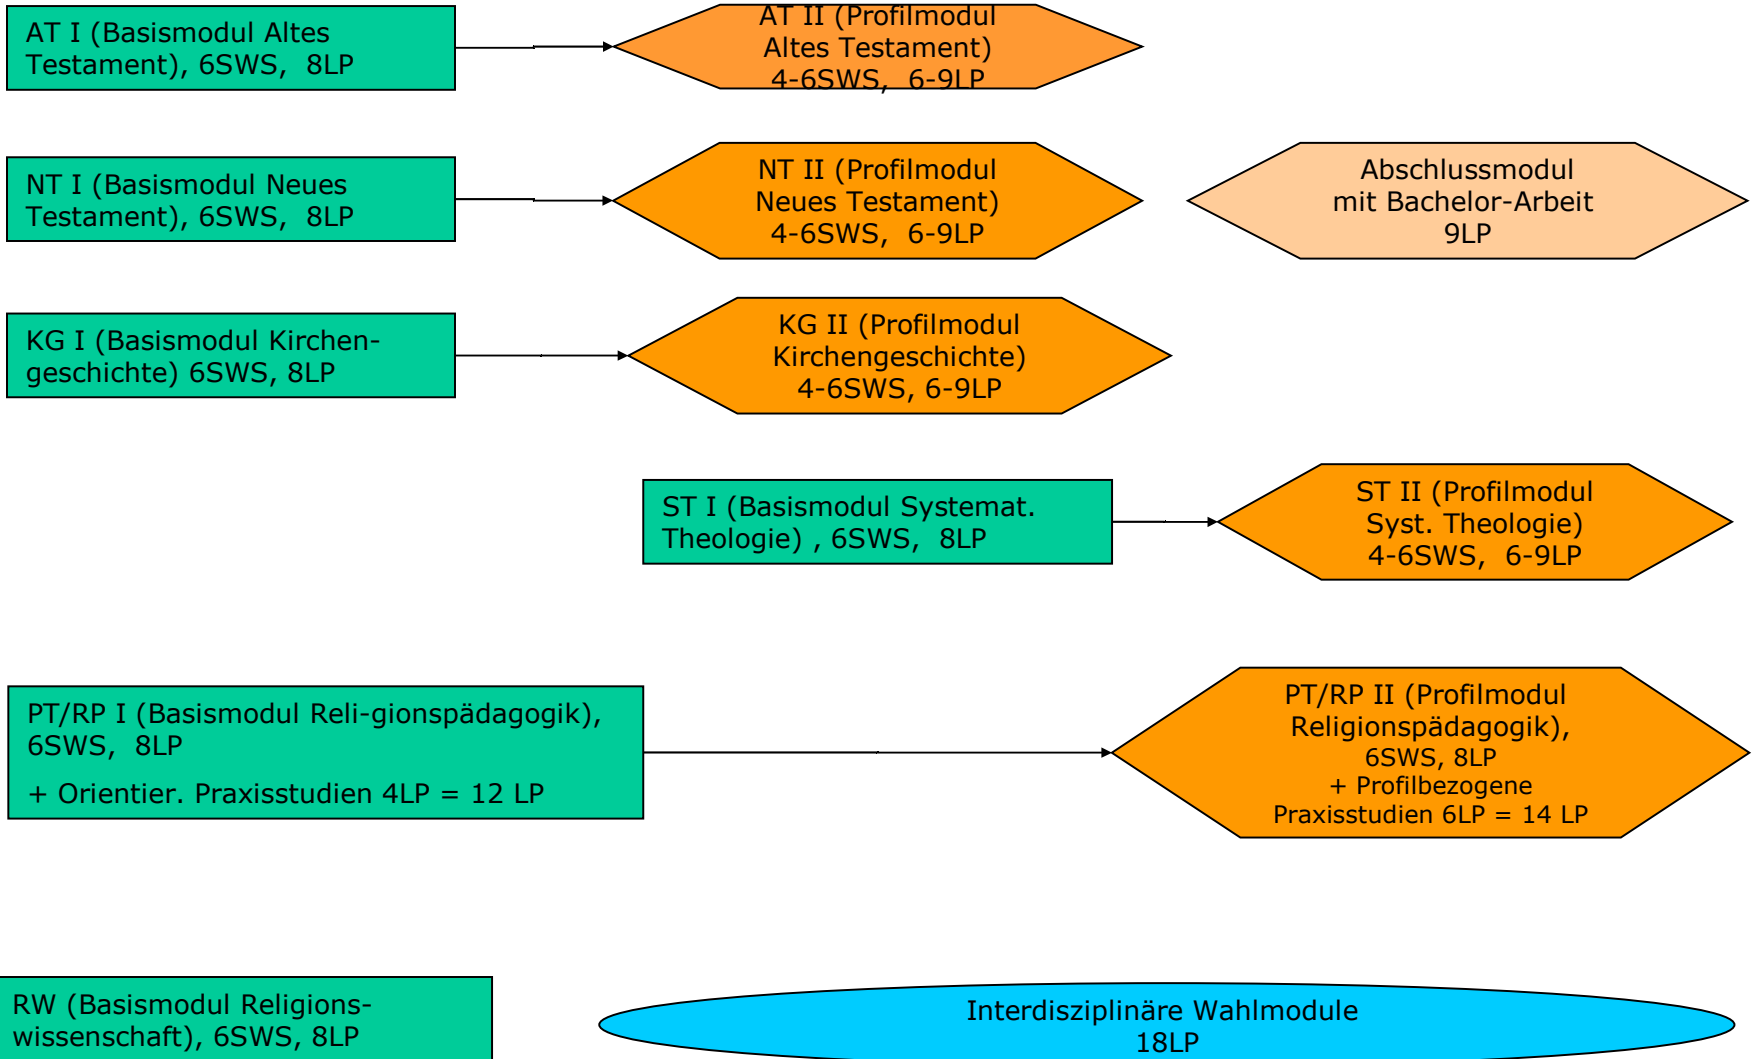 AT I (Basismodul Altes
Testament), 6SWS, 8LP
AT II (Profilmodul
Altes Testament)
4-6SWS, 6-9LP
NT I (Basismodul Neues
Testament), 6SWS, 8LP
NT II (Profilmodul
Neues Testament)
4-6SWS, 6-9LP
Abschlussmodul
mit Bachelor-Arbeit
9LP
KG I (Basismodul Kirchen-
geschichte) 6SWS, 8LP
KG II (Profilmodul
Kirchengeschichte)
4-6SWS, 6-9LP
ST I (Basismodul Systemat.
Theologie) , 6SWS, 8LP
ST II (Profilmodul
Syst. Theologie)
4-6SWS, 6-9LP
PT/RP I (Basismodul Reli-gionspädagogik),
6SWS, 8LP
+ Orientier. Praxisstudien 4LP = 12 LP
PT/RP II (Profilmodul
Religionspädagogik),
6SWS, 8LP
+ Profilbezogene
Praxisstudien 6LP = 14 LP
RW (Basismodul Religions-
wissenschaft), 6SWS, 8LP
Interdisziplinäre Wahlmodule
18LP